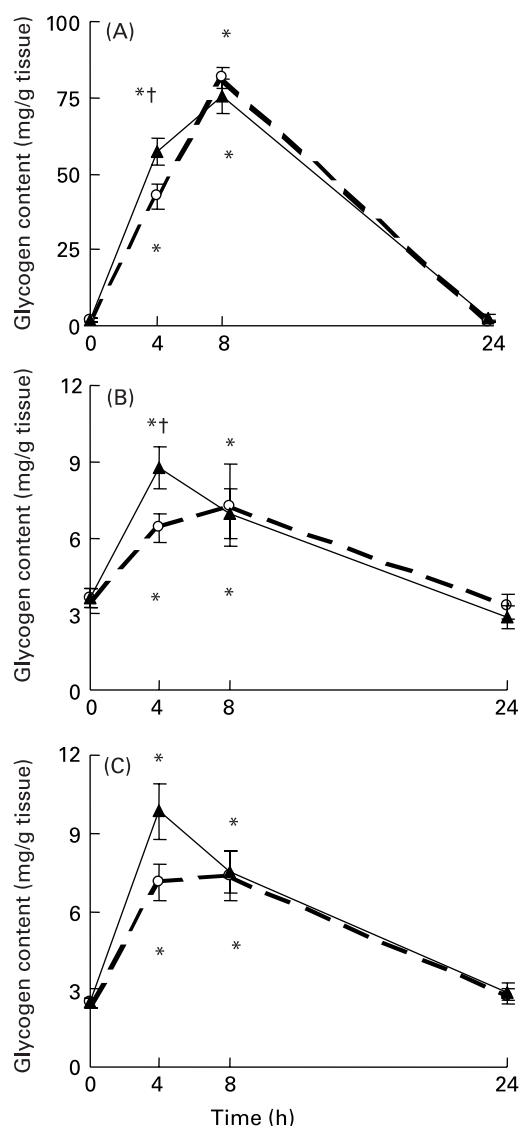 (A)
Glycogen content (mg/g tissue)
100
75
50
25
0
*
*†
*
*
0 4 8 24
(B)
Glycogen content (mg/g tissue)
12
9
6
3
0
*†
*
*
*
0 4 8 24
(C)
Glycogen content (mg/g tissue)
12
9
6
3
0
*
*
*
*
0 4 8 24
Time (h)